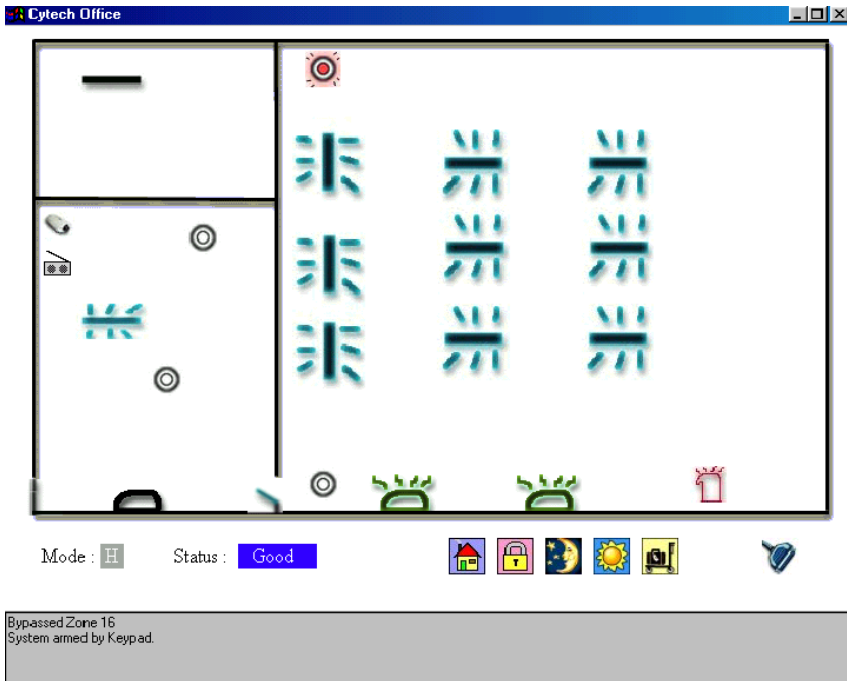 Cytech Office
Mode : H Status : Good
Bypassed Zone 16
System armed by Keypad.